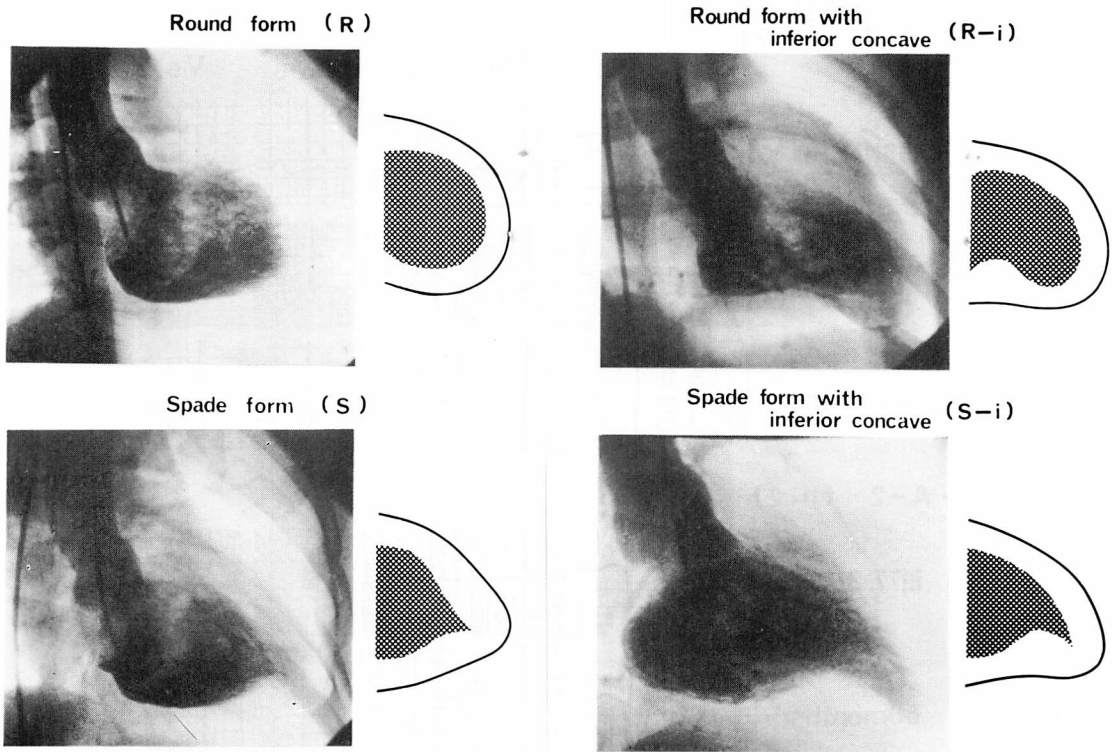 Round form (R)
Round form with
inferior concave (R-i)
Spade form (S)
Spade form with
inferior concave (S-i)